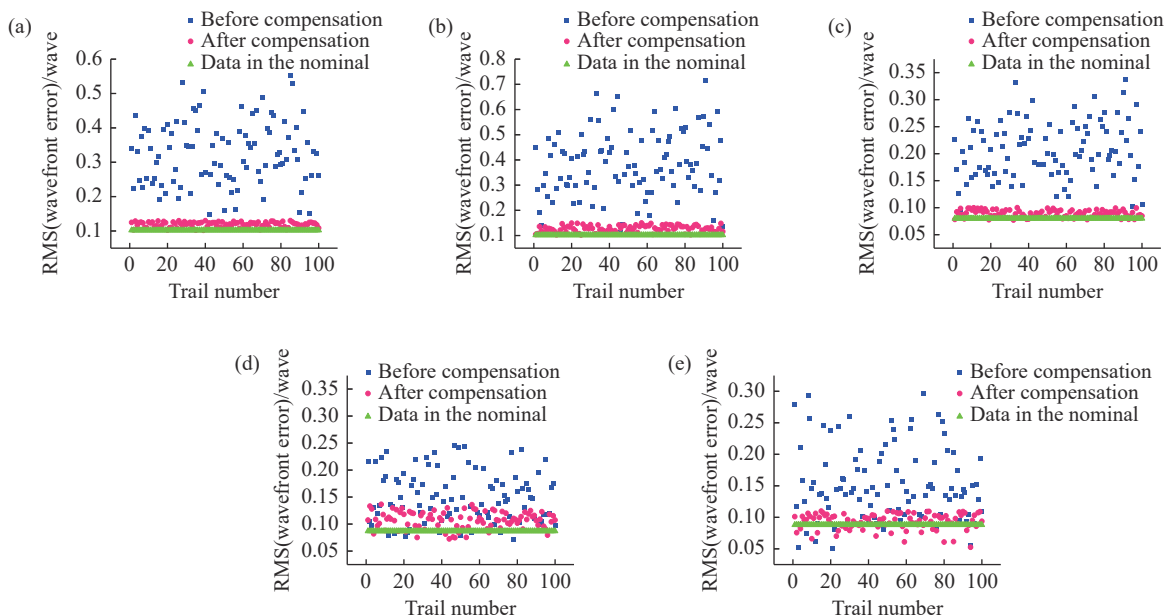 (a)
Before compensation
After compensation
Data in the nominal
RMS(wavefront error)/wave
0.6
0.5
0.4
0.3
0.2
0.1
0 20 40 60 80 100
Trail number
(b)
Before compensation
After compensation
Data in the nominal
RMS(wavefront error)/wave
0.8
0.7
0.6
0.5
0.4
0.3
0.2
0.1
0 20 40 60 80 100
Trail number
(c)
Before compensation
After compensation
Data in the nominal
RMS(wavefront error)/wave
0.35
0.30
0.25
0.20
0.15
0.10
0.05
0 20 40 60 80 100
Trail number
(d)
Before compensation
After compensation
Data in the nominal
RMS(wavefront error)/wave
0.35
0.30
0.25
0.20
0.15
0.10
0.05
0 20 40 60 80 100
Trail number
(e)
Before compensation
After compensation
Data in the nominal
RMS(wavefront error)/wave
0.30
0.25
0.20
0.15
0.10
0.05
0 20 40 60 80 100
Trail number